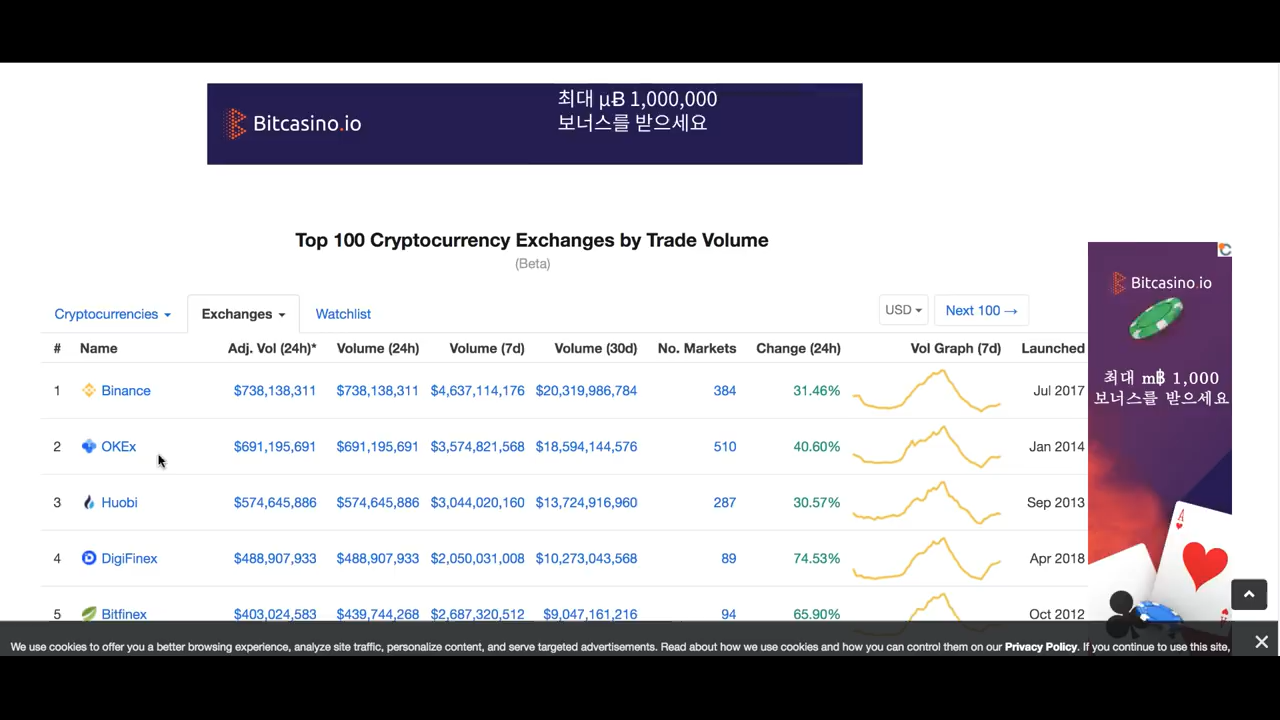 Bitcasino.io
최대 µɃ 1,000,000
보너스를 받으세요
Top 100 Cryptocurrency Exchanges by Trade Volume
(Beta)
Cryptocurrencies Exchanges Watchlist USD Next 100 →
# Name Adj. Vol (24h)* Volume (24h) Volume (7d) Volume (30d) No. Markets Change (24h) Vol Graph (7d) Launched
1 Binance $738,138,311 $738,138,311 $4,637,114,176 $20,319,986,784 384 31.46% Jul 2017
2 OKEx $691,195,691 $691,195,691 $3,574,821,568 $18,594,144,576 510 40.60% Jan 2014
3 Huobi $574,645,886 $574,645,886 $3,044,020,160 $13,724,916,960 287 30.57% Sep 2013
4 DigiFinex $488,907,933 $488,907,933 $2,050,031,008 $10,273,043,568 89 74.53% Apr 2018
5 Bitfinex $403,024,583 $439,744,268 $2,687,320,512 $9,047,161,216 94 65.90% Oct 2012
Bitcasino.io
최대 mɃ 1,000
보너스를 받으세요
A
We use cookies to offer you a better browsing experience, analyze site traffic, personalize content, and serve targeted advertisements. Read about how we use cookies and how you can control them on our Privacy Policy. If you continue to use this site,